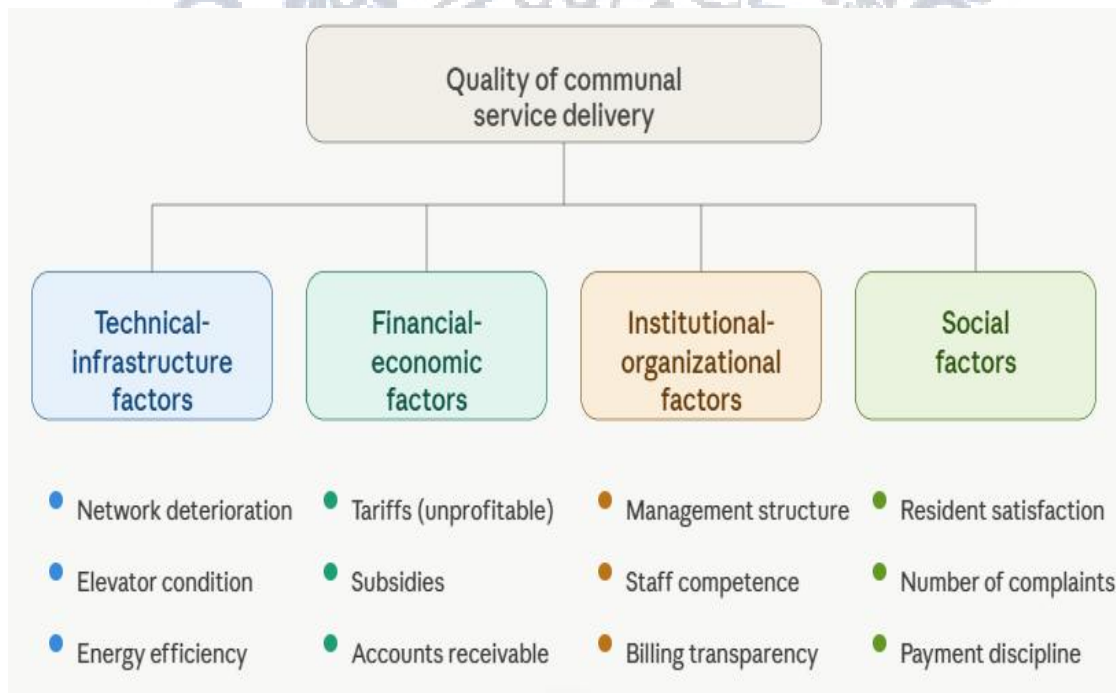 Quality of communal
service delivery
Technical-
infrastructure
factors
Financial-
economic
factors
Institutional-
organizational
factors
Social
factors
Network deterioration
Elevator condition
Energy efficiency
Tariffs (unprofitable)
Subsidies
Accounts receivable
Management structure
Staff competence
Billing transparency
Resident satisfaction
Number of complaints
Payment discipline